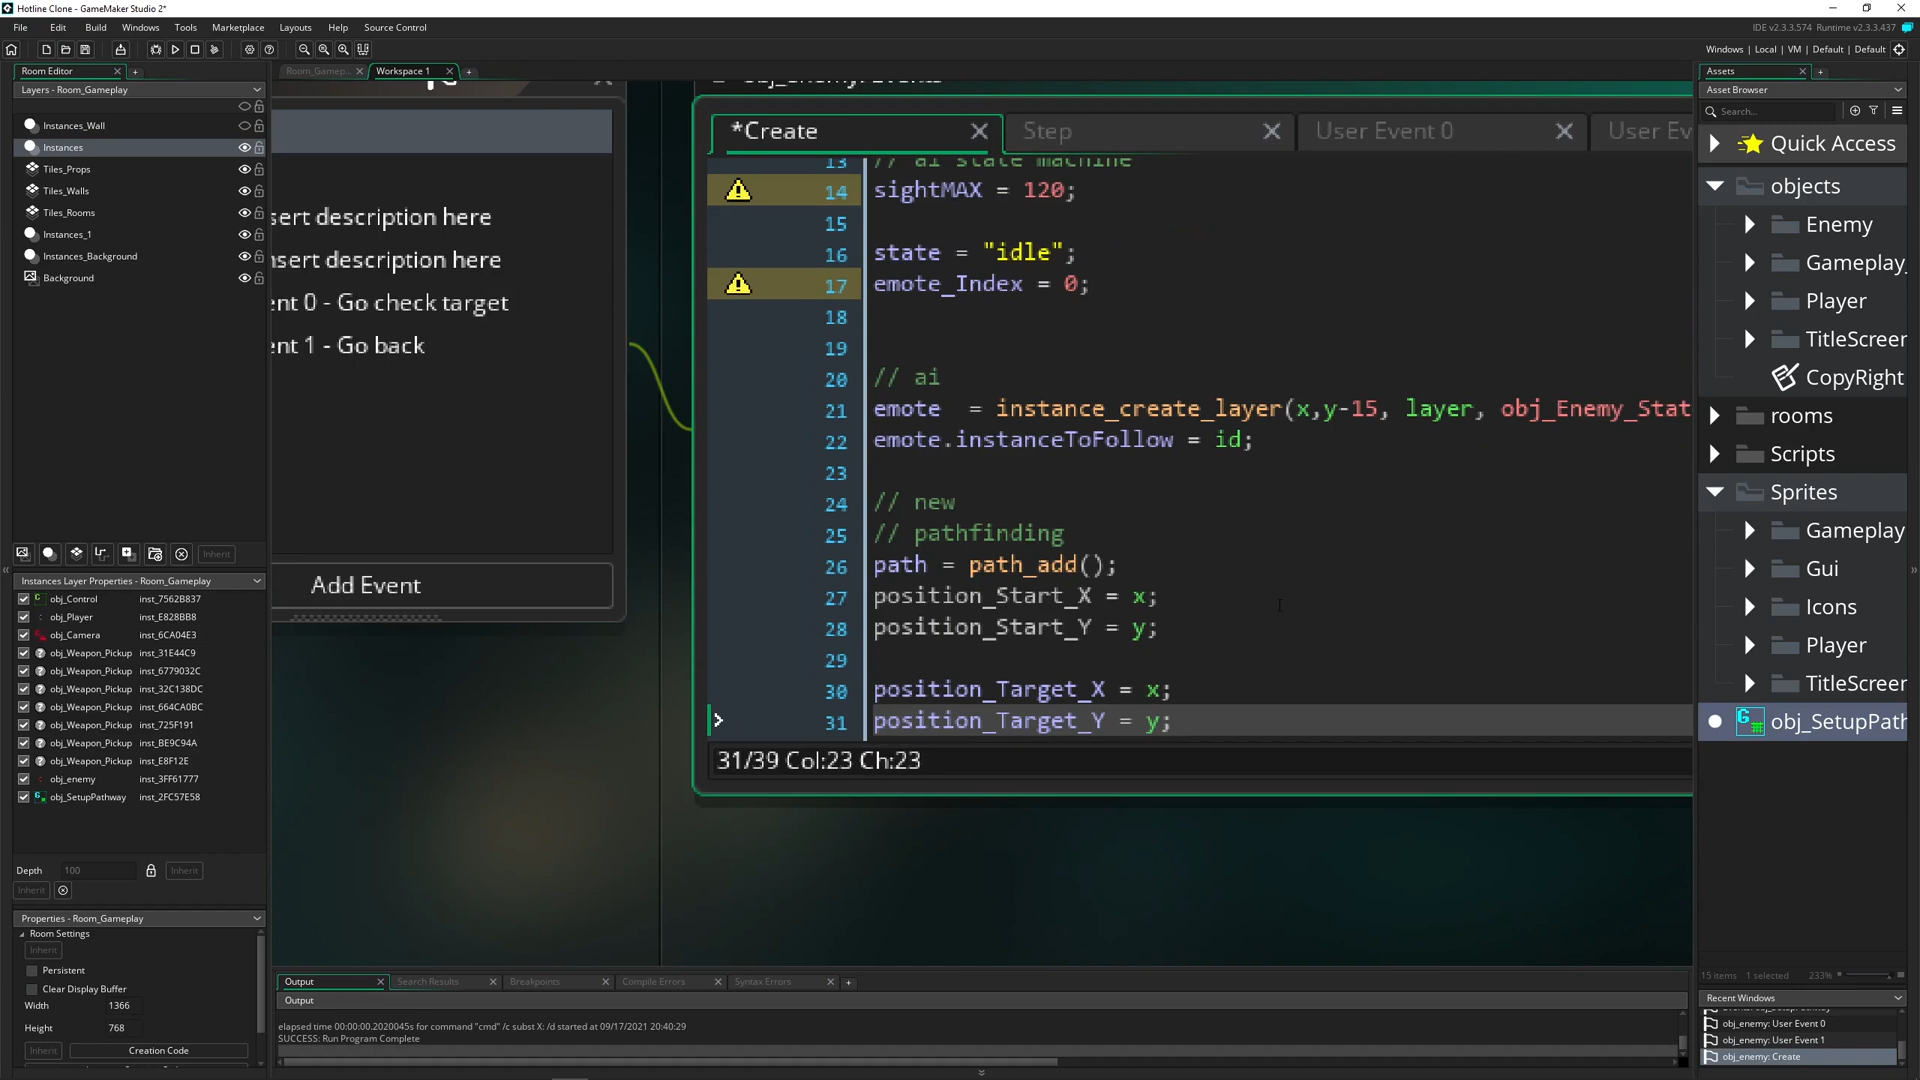 Hotline Clone - GameMaker Studio 2*
File Edit Build Windows Tools Marketplace Layouts Help Source Control
IDE v2.3.3.574 Runtime v2.3.3.437
Windows | Local | VM | Default | Default
Room Editor
Layers - Room_Gameplay
Instances_Wall
Instances
Tiles_Props
Tiles_Walls
Tiles_Rooms
Instances_1
Instances_Background
Background
Inherit
Instances Layer Properties - Room_Gameplay
obj_Control inst_7562B837
obj_Player inst_E828BB8
obj_Camera inst_6CA04E3
obj_Weapon_Pickup inst_31E44C9
obj_Weapon_Pickup inst_6779032C
obj_Weapon_Pickup inst_32C138DC
obj_Weapon_Pickup inst_664CA0BC
obj_Weapon_Pickup inst_725F191
obj_Weapon_Pickup inst_BE9C94A
obj_Weapon_Pickup inst_E8F12E
obj_enemy inst_3FF61777
obj_SetupPathway inst_2FC57E58
Depth 100 Inherit
Inherit
Properties - Room_Gameplay
Room Settings
Inherit
Persistent
Clear Display Buffer
Width 1366
Height 768
Inherit Creation Code
Room_Gamep... Workspace 1
sert description here
nsert description here
ent 0 - Go check target
ent 1 - Go back
Add Event
*Create Step User Event 0 User Ev
13 // ai state machine
14 sightMAX = 120;
15
16 state = "idle";
17 emote_Index = 0;
18
19
20 // ai
21 emote = instance_create_layer(x,y-15, layer, obj_Enemy_Stat
22 emote.instanceToFollow = id;
23
24 // new
25 // pathfinding
26 path = path_add();
27 position_Start_X = x;
28 position_Start_Y = y;
29
30 position_Target_X = x;
31 position_Target_Y = y;
31/39 Col:23 Ch:23
Output Search Results Breakpoints Compile Errors Syntax Errors
Output
elapsed time 00:00:00.2020045s for command "cmd" /c subst X: /d started at 09/17/2021 20:40:29
SUCCESS: Run Program Complete
Assets
Asset Browser
Search...
Quick Access
objects
Enemy
Gameplay_
Player
TitleScreer
CopyRight
rooms
Scripts
Sprites
Gameplay
Gui
Icons
Player
TitleScreer
obj_SetupPath
15 items 1 selected 233%
Recent Windows
obj_enemy: User Event 0
obj_enemy: User Event 1
obj_enemy: Create